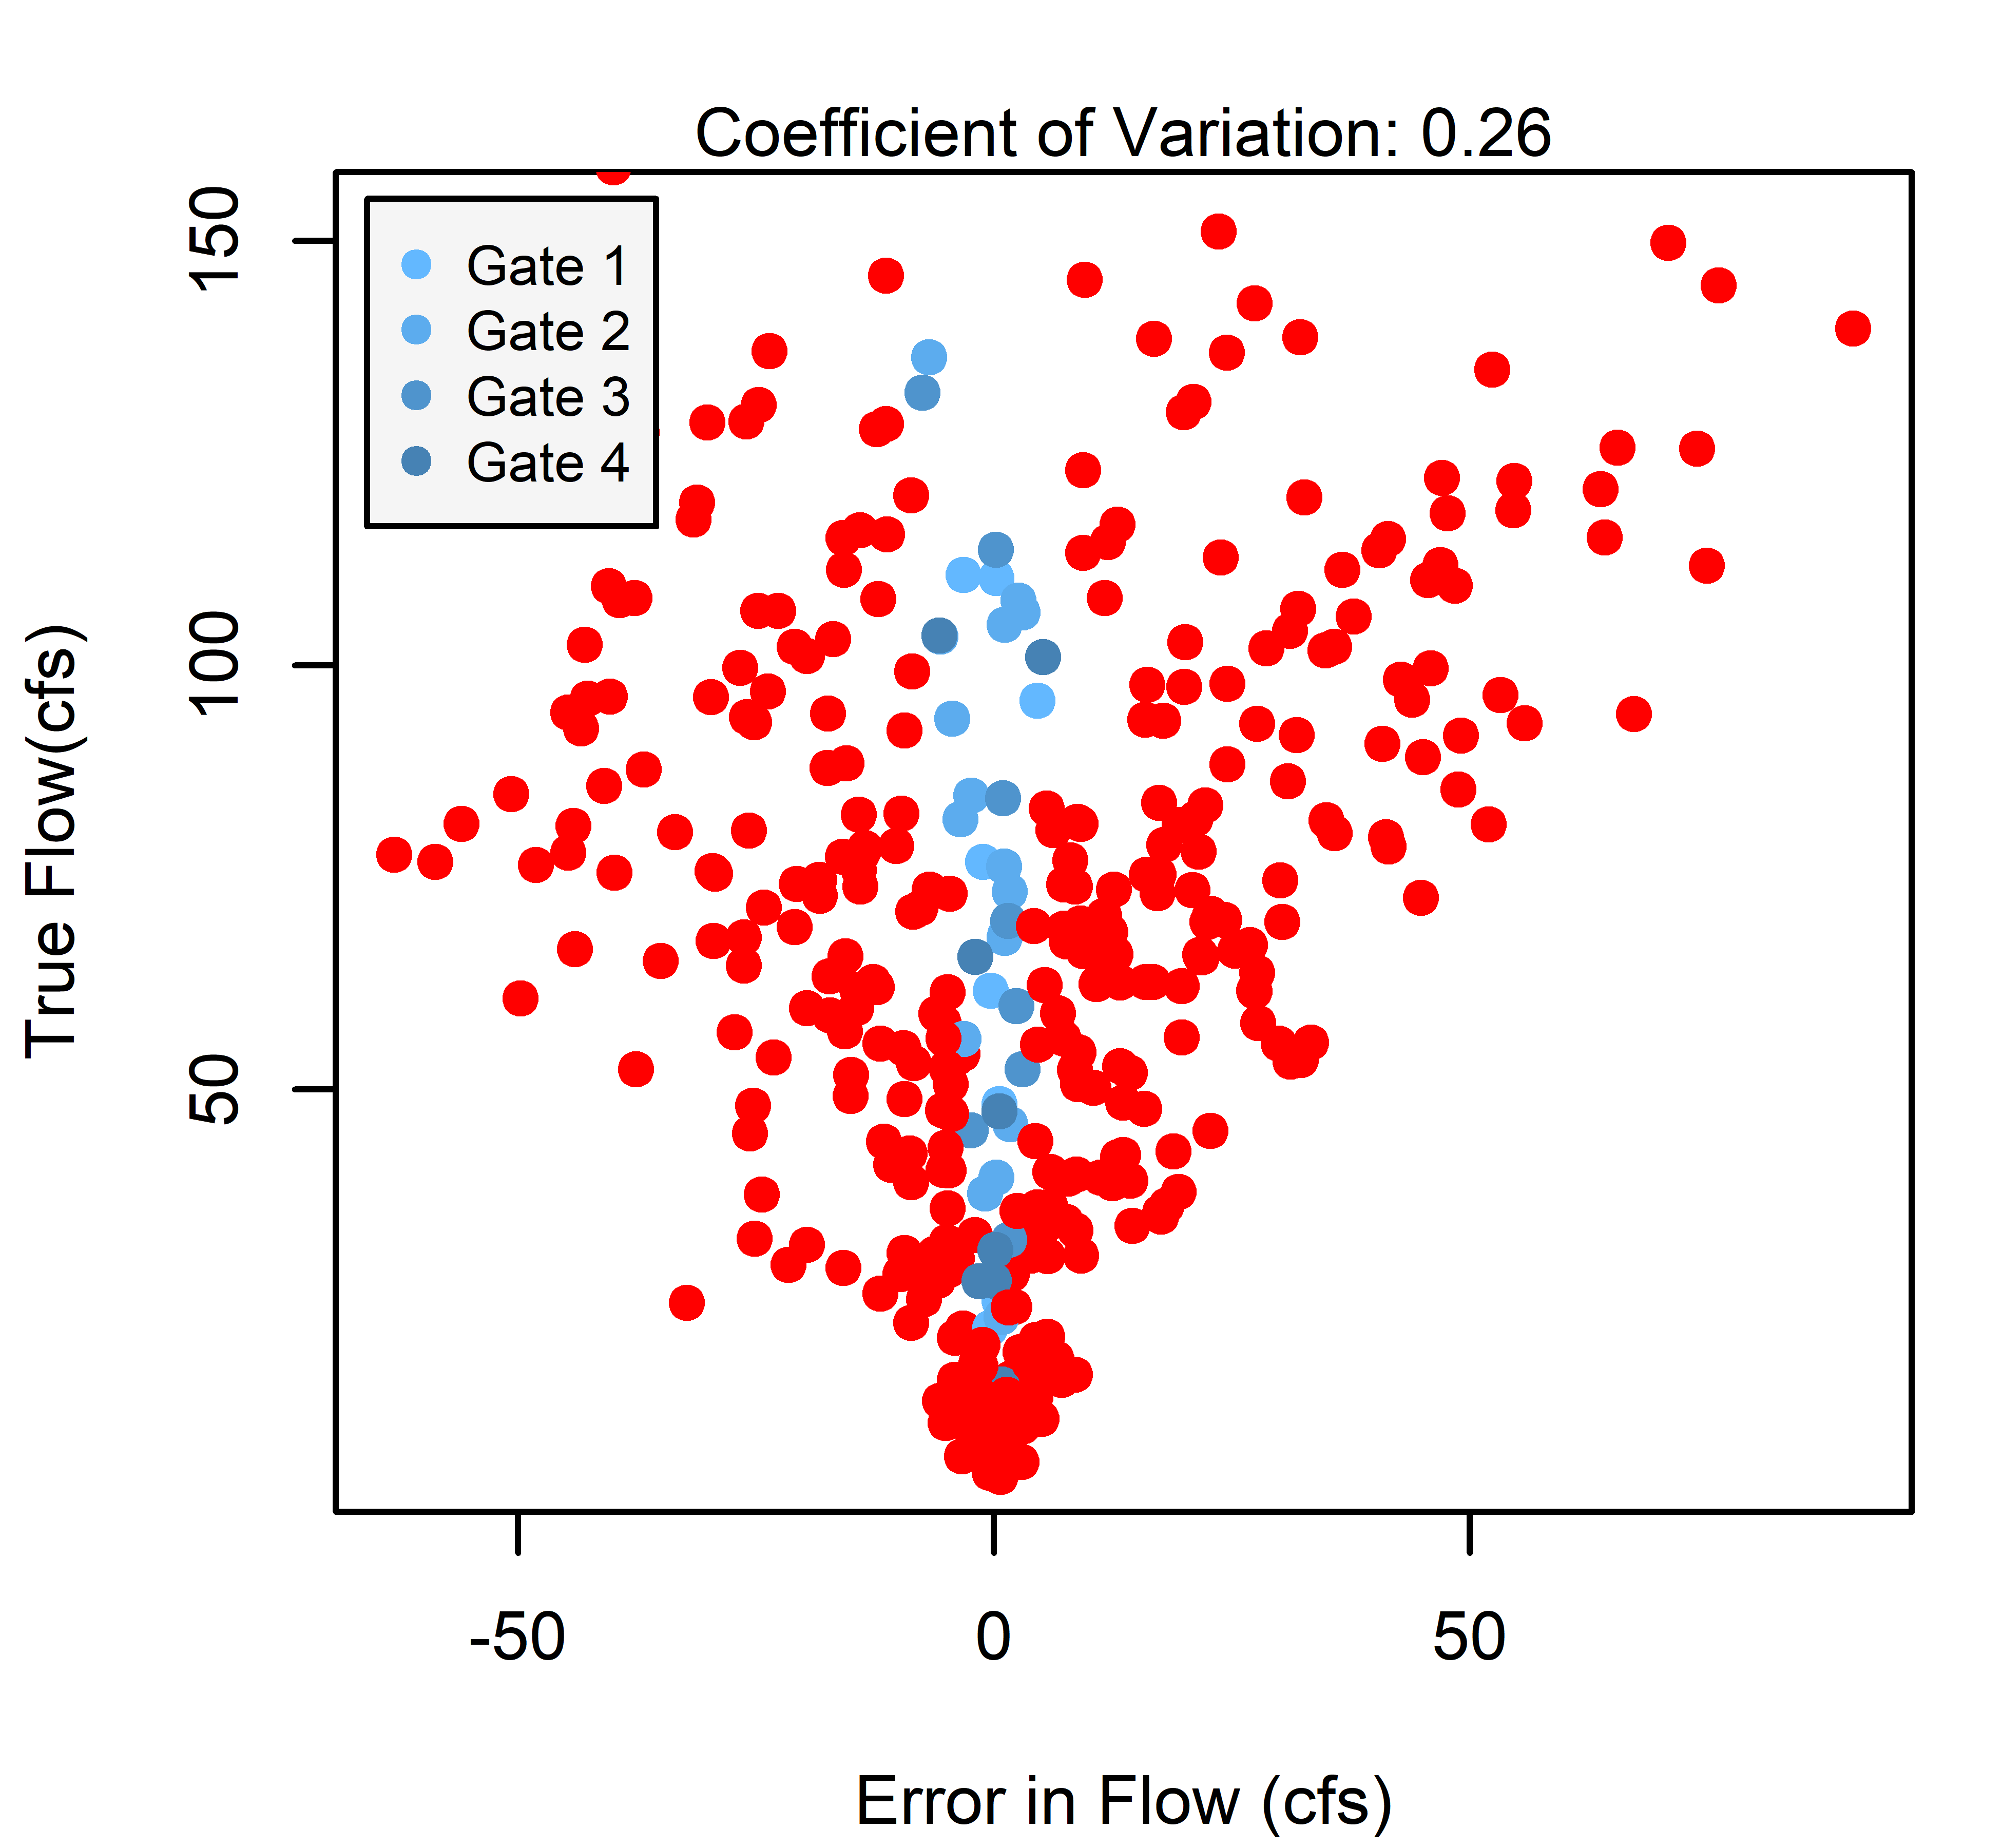 Coefficient of Variation: 0.26
Gate 1
Gate 2
Gate 3
Gate 4
True Flow(cfs)
150
100
50
-50
0
50
Error in Flow (cfs)